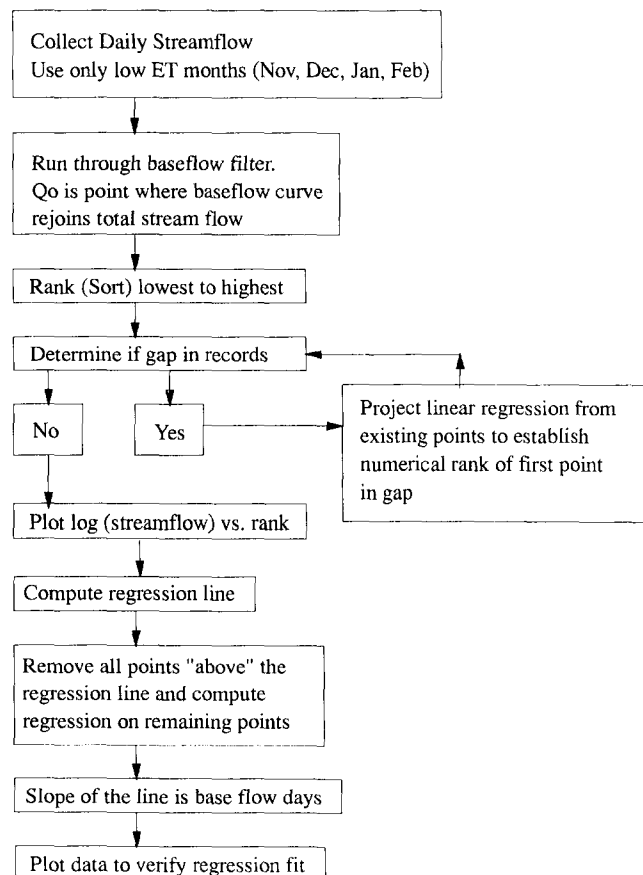 Collect Daily Streamflow
Use only low ET months (Nov, Dec, Jan, Feb)
Run through baseflow filter.
Qo is point where baseflow curve
rejoins total stream flow
Rank (Sort) lowest to highest
Determine if gap in records
No
Yes
Project linear regression from
existing points to establish
numerical rank of first point
in gap
Plot log (streamflow) vs. rank
Compute regression line
Remove all points "above" the
regression line and compute
regression on remaining points
Slope of the line is base flow days
Plot data to verify regression fit